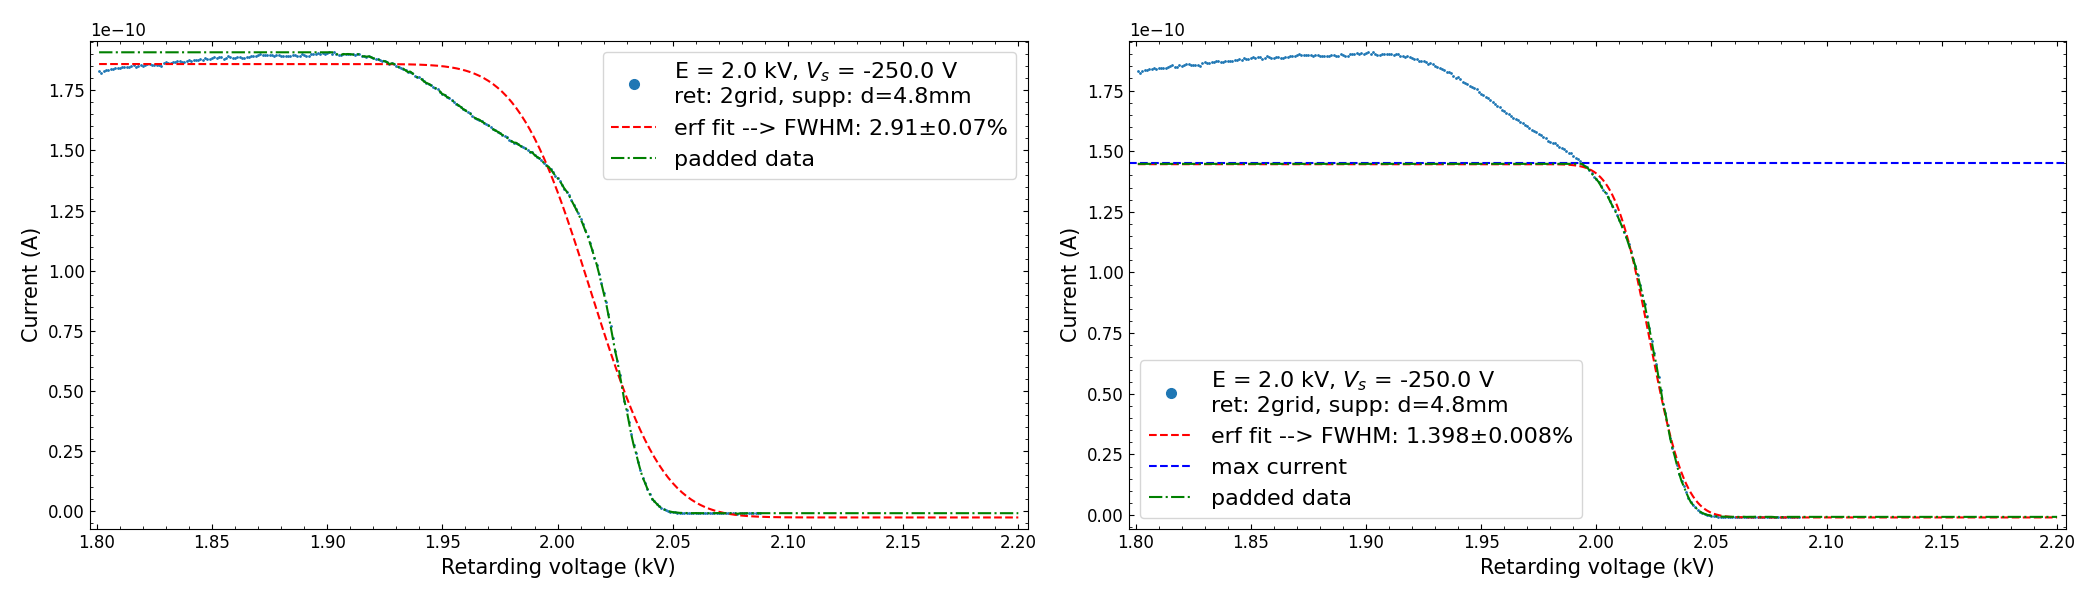 1e−10
1.75
1.50
1.25
1.00
0.75
0.50
0.25
0.00
Current (A)
E = 2.0 kV, Vₛ = -250.0 V
ret: 2grid, supp: d=4.8mm
erf fit --> FWHM: 2.91±0.07%
padded data
1.80 1.85 1.90 1.95 2.00 2.05 2.10 2.15 2.20
Retarding voltage (kV)
1e−10
1.75
1.50
1.25
1.00
0.75
0.50
0.25
0.00
Current (A)
E = 2.0 kV, Vₛ = -250.0 V
ret: 2grid, supp: d=4.8mm
erf fit --> FWHM: 1.398±0.008%
max current
padded data
1.80 1.85 1.90 1.95 2.00 2.05 2.10 2.15 2.20
Retarding voltage (kV)